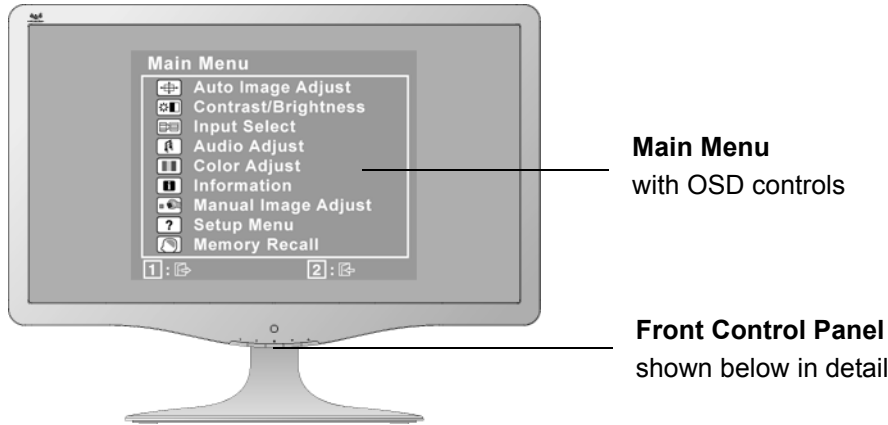 Main Menu
Auto Image Adjust
Contrast/Brightness
Input Select
Audio Adjust
Color Adjust
Information
Manual Image Adjust
? Setup Menu
Memory Recall
1 : 2 :
Main Menu
with OSD controls
Front Control Panel
shown below in detail